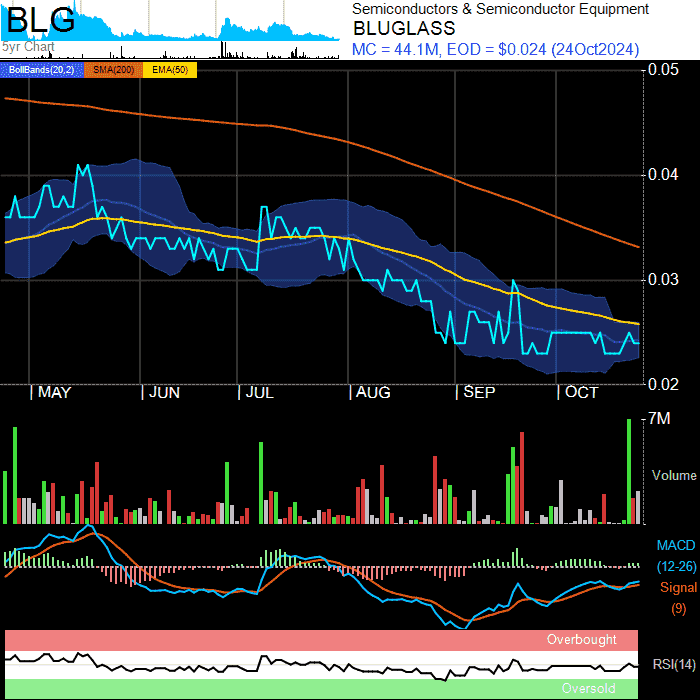 BLG
5yr Chart
Semiconductors & Semiconductor Equipment
BLUGLASS
MC = 44.1M, EOD = $0.024 (24Oct2024)
BollBands(20,2) SMA(200) EMA(50)
0.05
0.04
0.03
0.02
MAY JUN JUL AUG SEP OCT
7M
Volume
MACD
(12-26)
Signal
(9)
Overbought
RSI(14)
Oversold